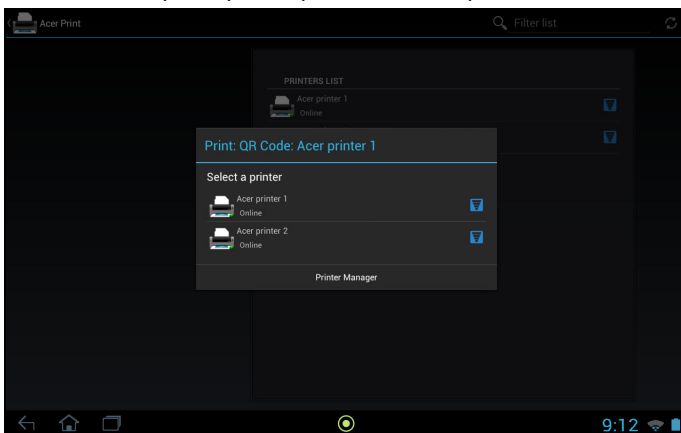 Acer Print
Filter list
PRINTERS LIST
Acer printer 1
Online
Print: QR Code: Acer printer 1
Select a printer
Acer printer 1
Online
Acer printer 2
Online
Printer Manager
9:12